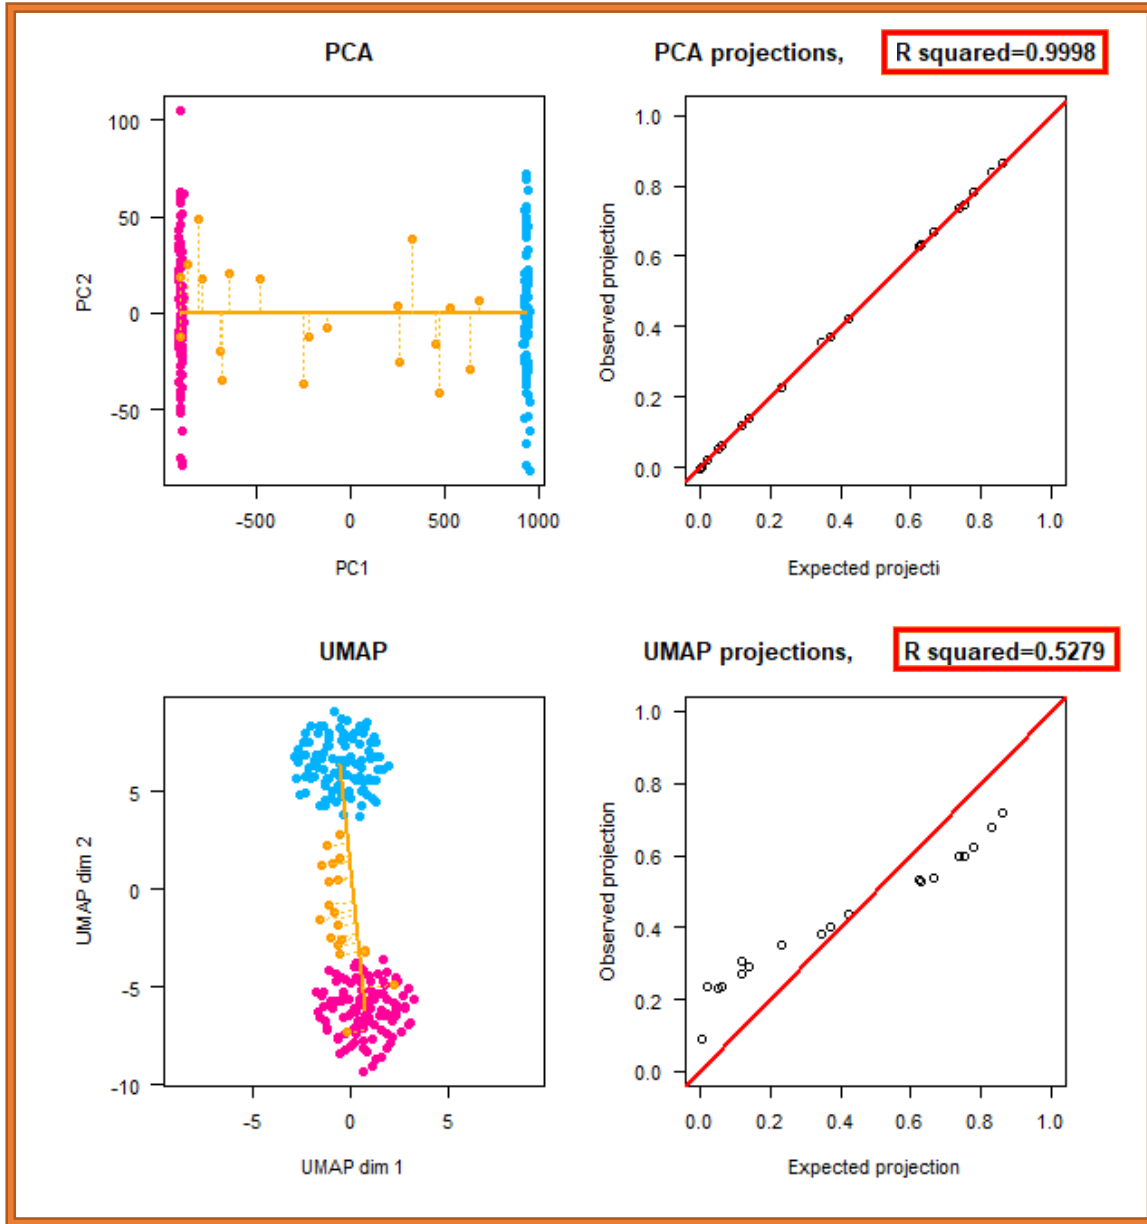 PCA
PCA projections, R squared=0.9998
100
50
0
-50
PC2
-500 0 500 1000
PC1
1.0
0.8
0.6
0.4
0.2
0.0
Observed projection
0.0 0.2 0.4 0.6 0.8 1.0
Expected projecti
UMAP
UMAP projections, R squared=0.5279
5
0
-5
-10
UMAP dim 2
-5 0 5
UMAP dim 1
1.0
0.8
0.6
0.4
0.2
0.0
Observed projection
0.0 0.2 0.4 0.6 0.8 1.0
Expected projection